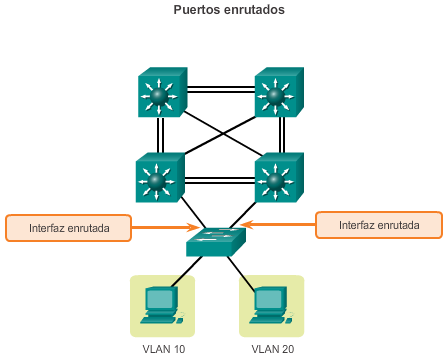 Puertos enrutados
Interfaz enrutada
Interfaz enrutada
VLAN 10
VLAN 20